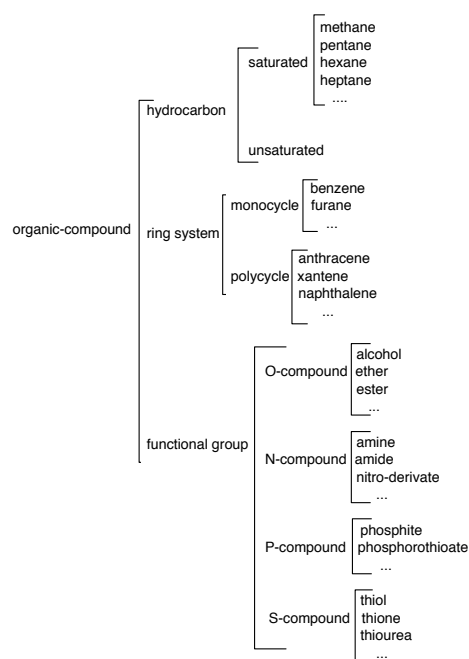 methane
pentane
saturated hexane
heptane
....
hydrocarbon
unsaturated
benzene
monocycle furane
...
organic-compound ring system
anthracene
polycycle xantene
naphthalene
...
alcohol
O-compound ether
ester
...
functional group
amine
N-compound amide
nitro-derivate
...
phosphite
P-compound phosphorothioate
...
thiol
S-compound thione
thiourea
...